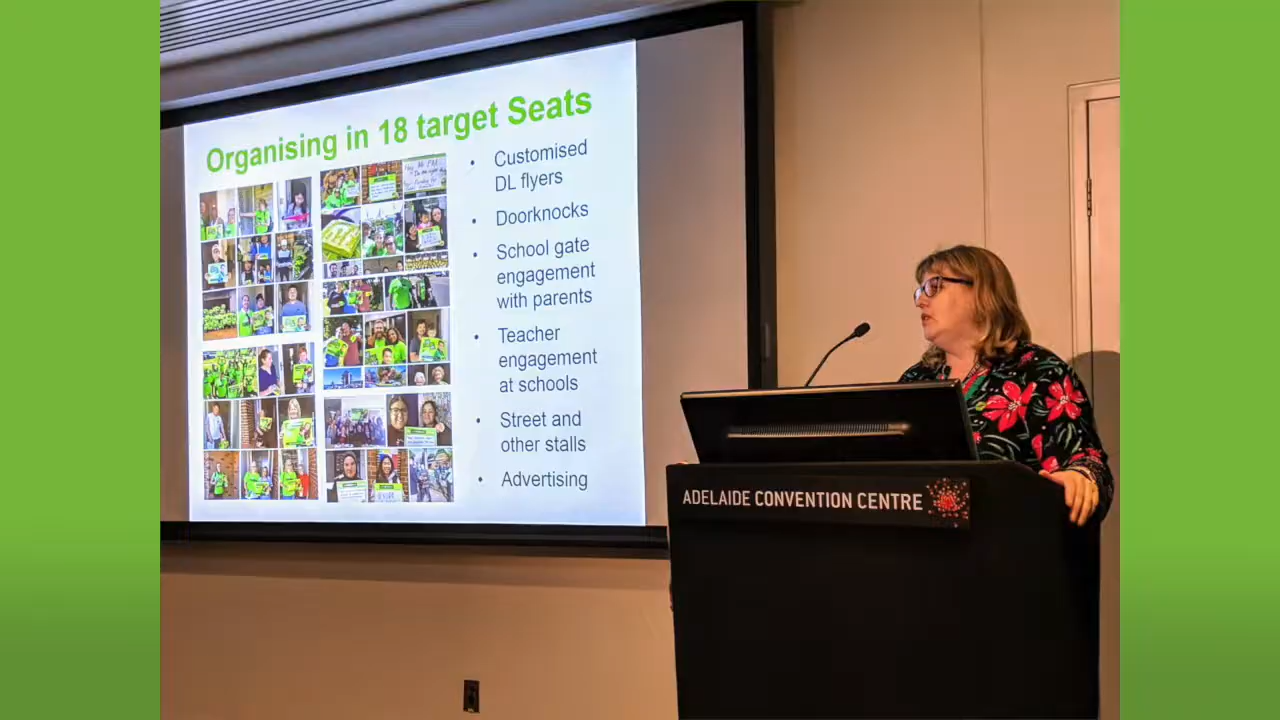 Organising in 18 target Seats
Customised
DL flyers
Doorknocks
School gate
engagement
with parents
Teacher
engagement
at schools
Street and
other stalls
Advertising
ADELAIDE CONVENTION CENTRE